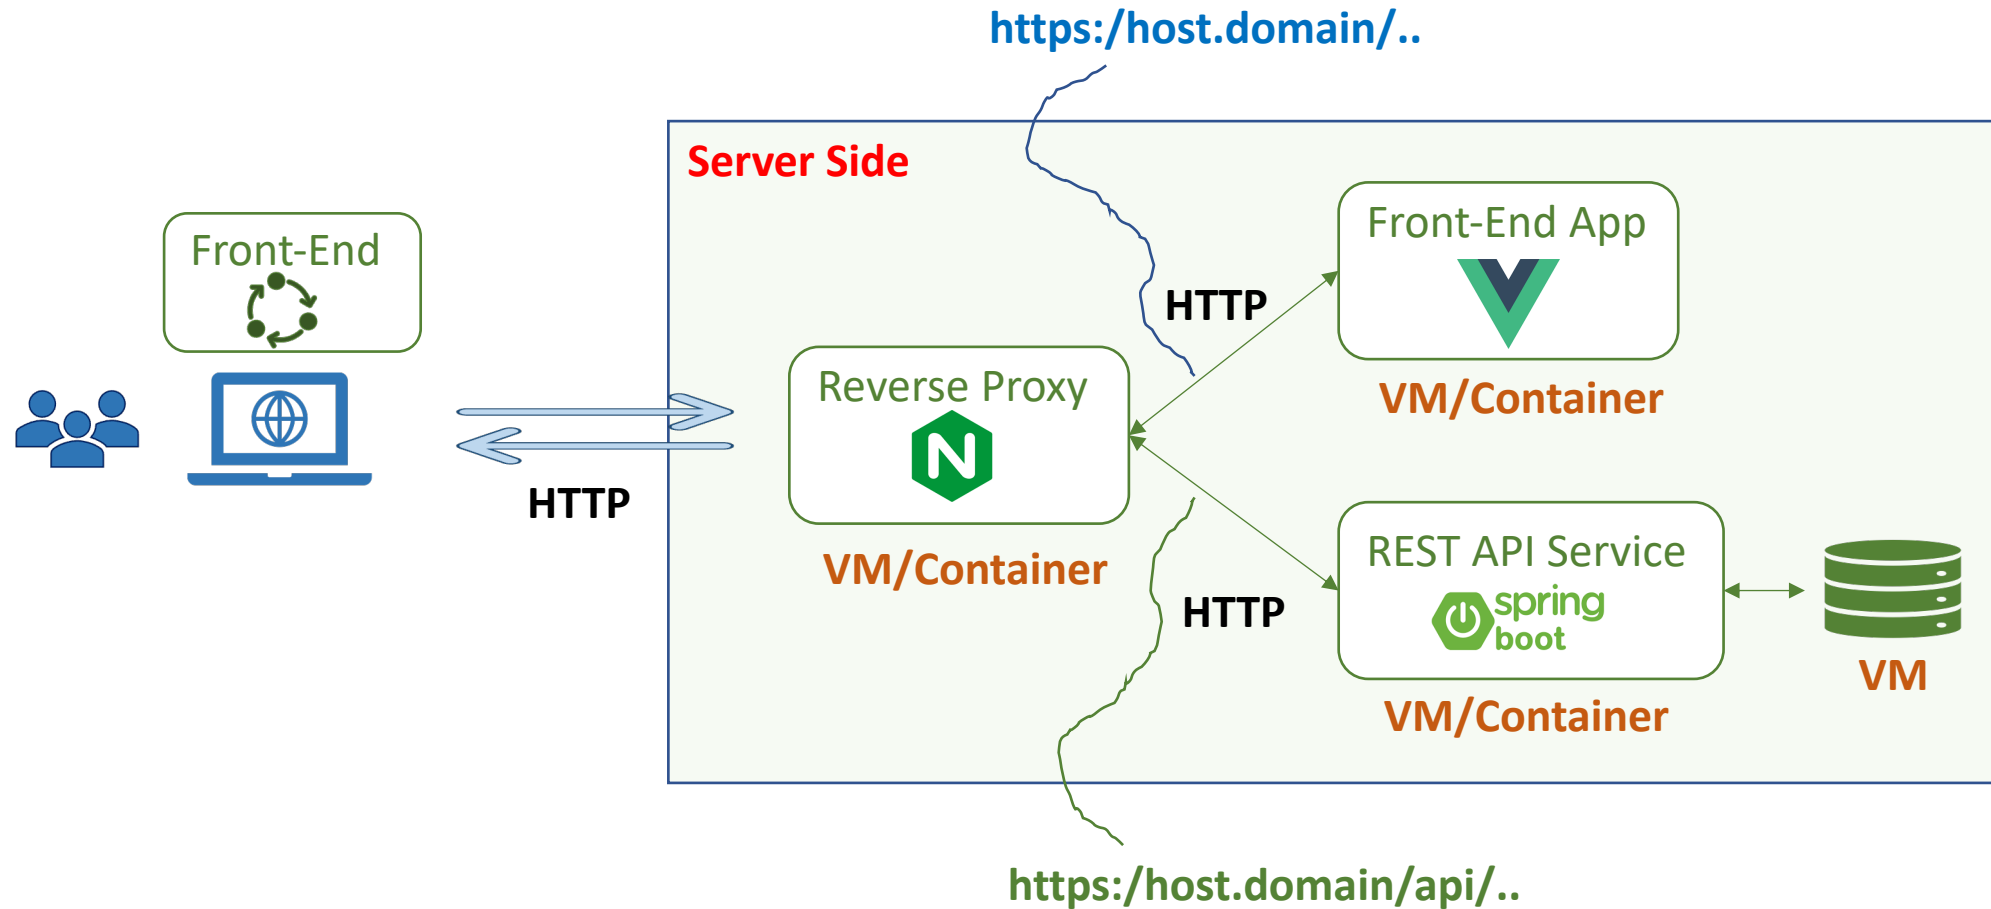 https:/host.domain/..
Server Side
Front-End
Front-End App
HTTP
Reverse Proxy
N
VM/Container
HTTP
VM/Container
REST API Service
spring
boot
HTTP
VM
VM/Container
https:/host.domain/api/..